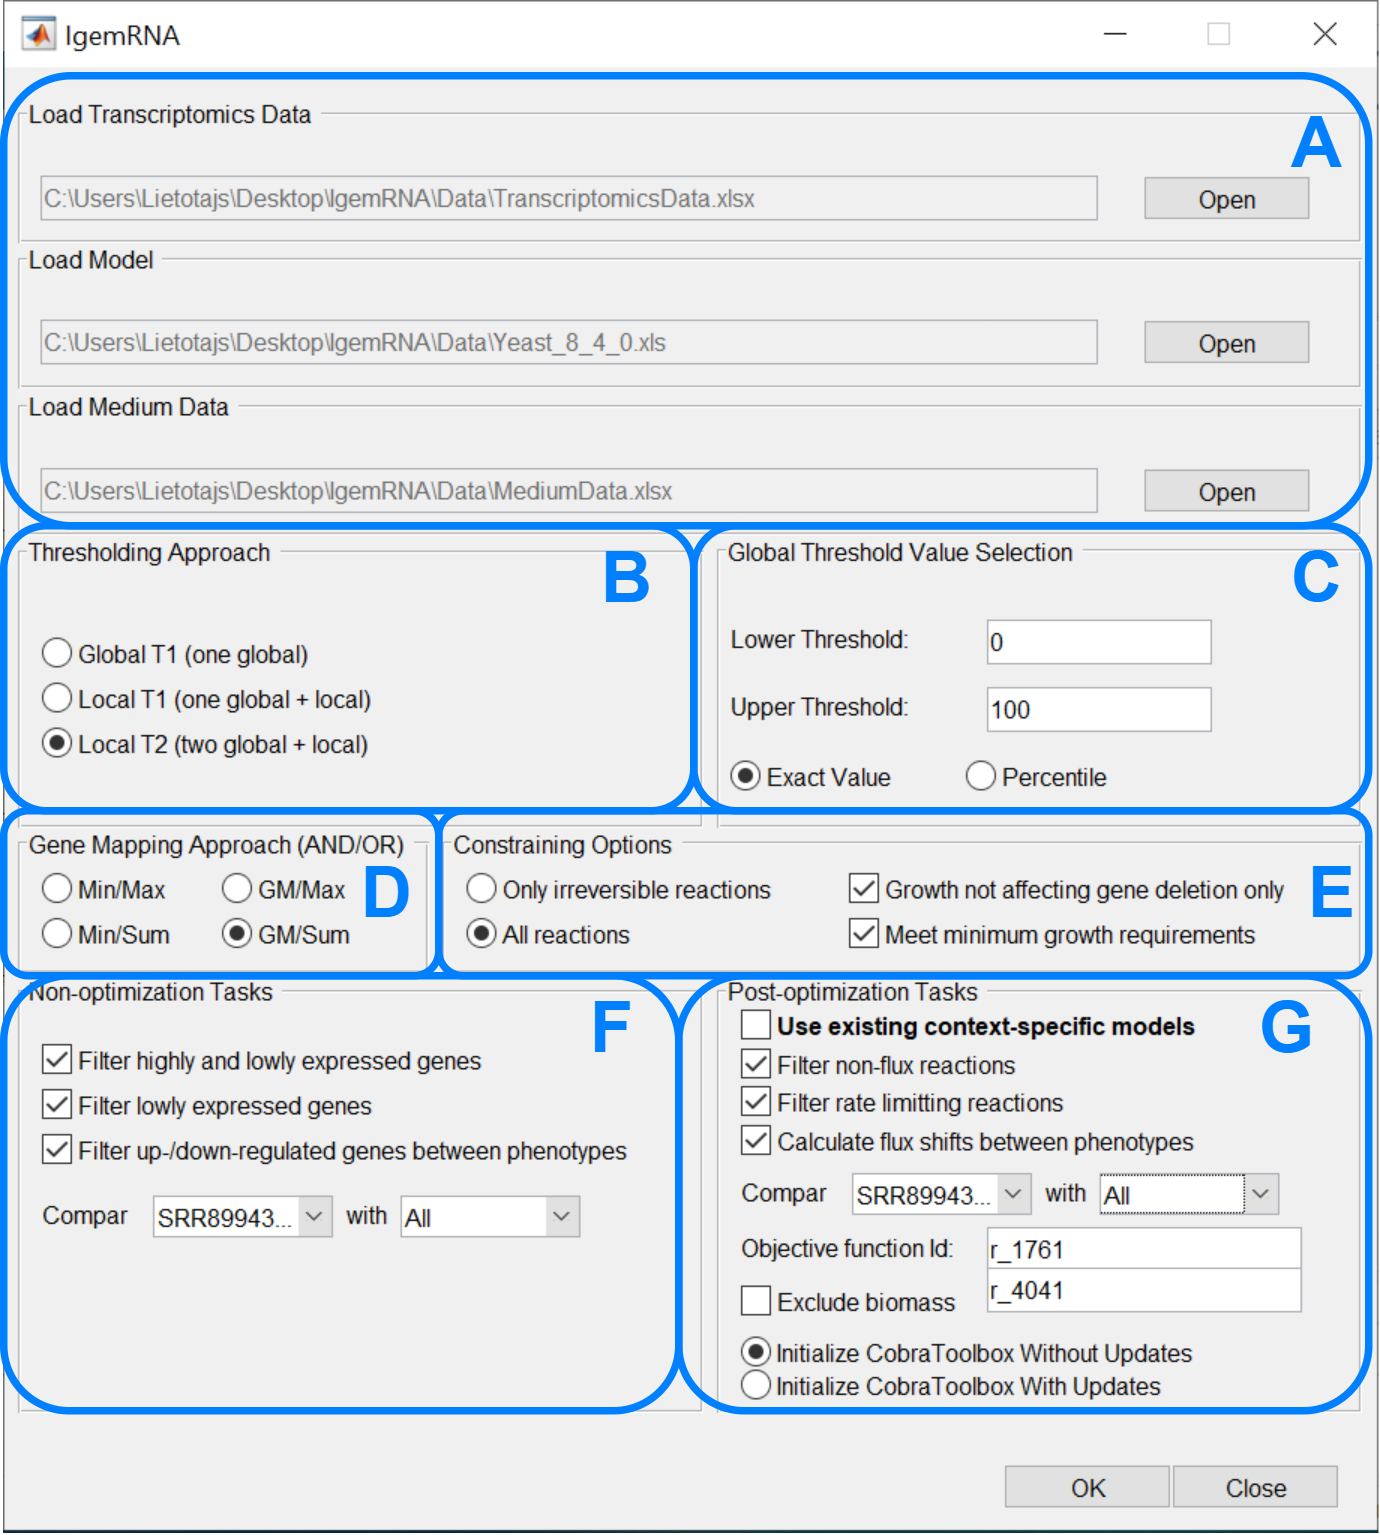 IgemRNA
Load Transcriptomics Data
A
C:\Users\Lietotajs\Desktop\IgemRNA\Data\TranscriptomicsData.xlsx
Open
Load Model
C:\Users\Lietotajs\Desktop\IgemRNA\Data\Yeast_8_4_0.xls
Open
Load Medium Data
C:\Users\Lietotajs\Desktop\IgemRNA\Data\MediumData.xlsx
Open
Thresholding Approach
B
Global T1 (one global)
Local T1 (one global + local)
Local T2 (two global + local)
Global Threshold Value Selection
C
Lower Threshold: 0
Upper Threshold: 100
Exact Value Percentile
Gene Mapping Approach (AND/OR)
D
Min/Max GM/Max
Min/Sum GM/Sum
Constraining Options
E
Only irreversible reactions Growth not affecting gene deletion only
All reactions Meet minimum growth requirements
Non-optimization Tasks
F
Filter highly and lowly expressed genes
Filter lowly expressed genes
Filter up-/down-regulated genes between phenotypes
Compar SRR89943... with All
Post-optimization Tasks
G
Use existing context-specific models
Filter non-flux reactions
Filter rate limitting reactions
Calculate flux shifts between phenotypes
Compar SRR89943... with All
Objective function Id: r_1761
Exclude biomass r_4041
Initialize CobraToolbox Without Updates
Initialize CobraToolbox With Updates
OK Close